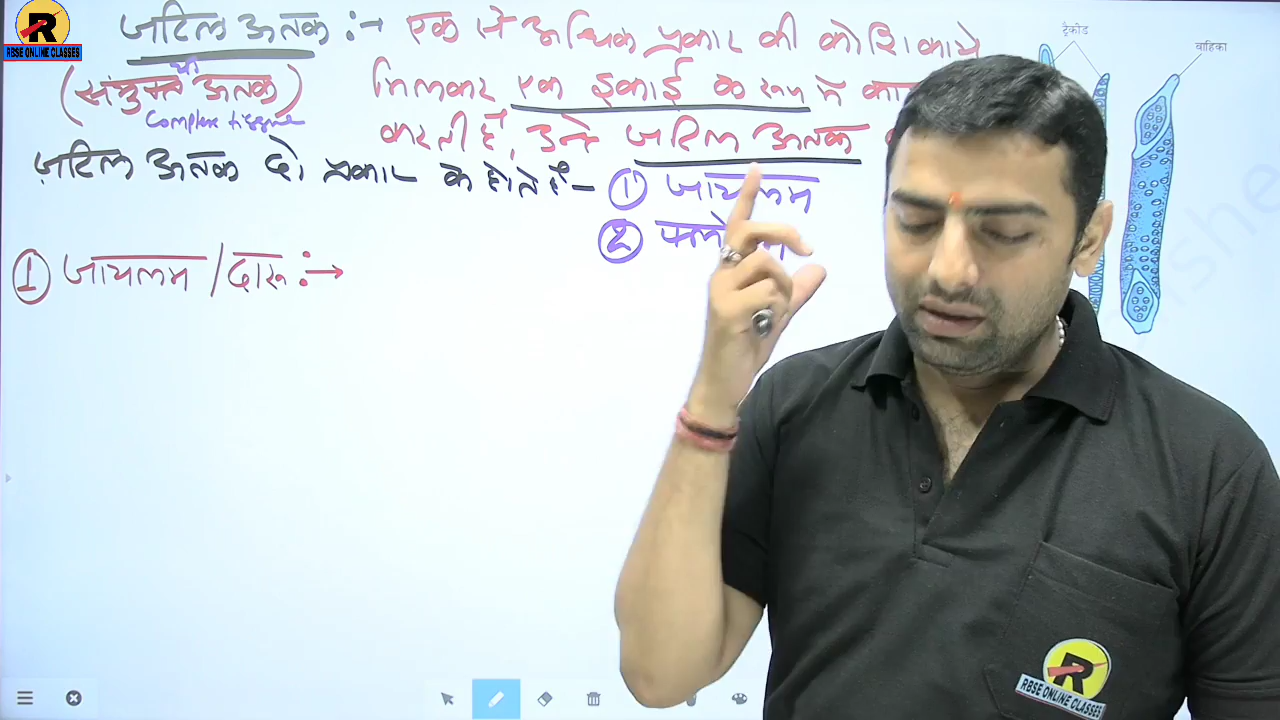 R
RBSE ONLINE CLASSES
जटिल ऊतक :→ एक से अधिक प्रकार की कोशिकाये
या
(संयुक्त ऊतक) मिलकर एक इकाई के रूप में
Complex tissue
करती हैं, उन्हे जटिल ऊतक
जटिल ऊतक दो प्रकार के होते हैं – ① जायलम
②
① जायलम / दारू :→
ट्रैकीड
वाहिका
R
RBSE ONLINE CLASSES